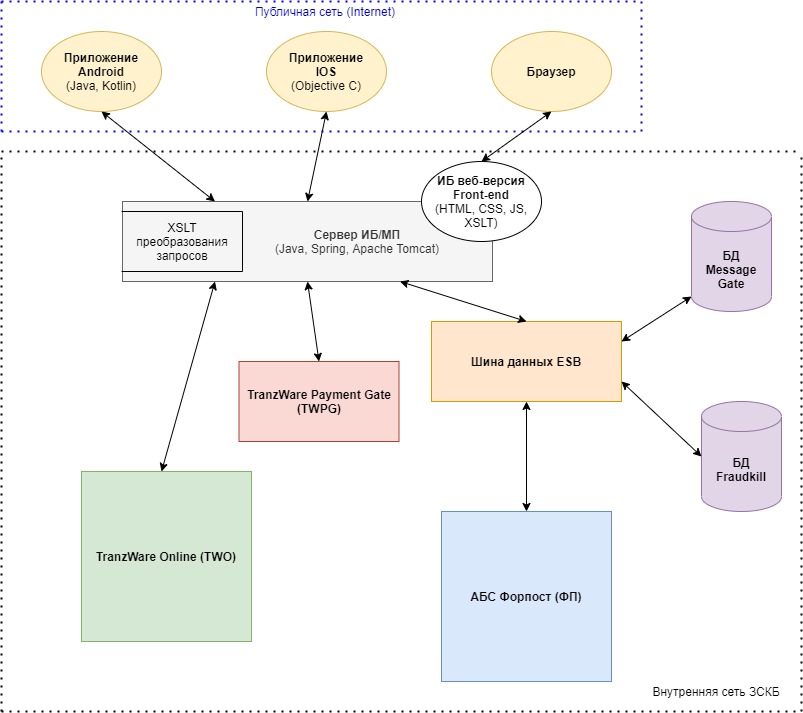 Публичная сеть (Internet)
Приложение
Android
(Java, Kotlin)
Приложение
IOS
(Objective C)
Браузер
ИБ веб-версия
Front-end
(HTML, CSS, JS,
XSLT)
XSLT
преобразования
запросов
Сервер ИБ/МП
(Java, Spring, Apache Tomcat)
БД
Message
Gate
Шина данных ESB
TranzWare Payment Gate
(TWPG)
БД
Fraudkill
TranzWare Online (TWO)
АБС Форпост (ФП)
Внутренняя сеть ЗСКБ